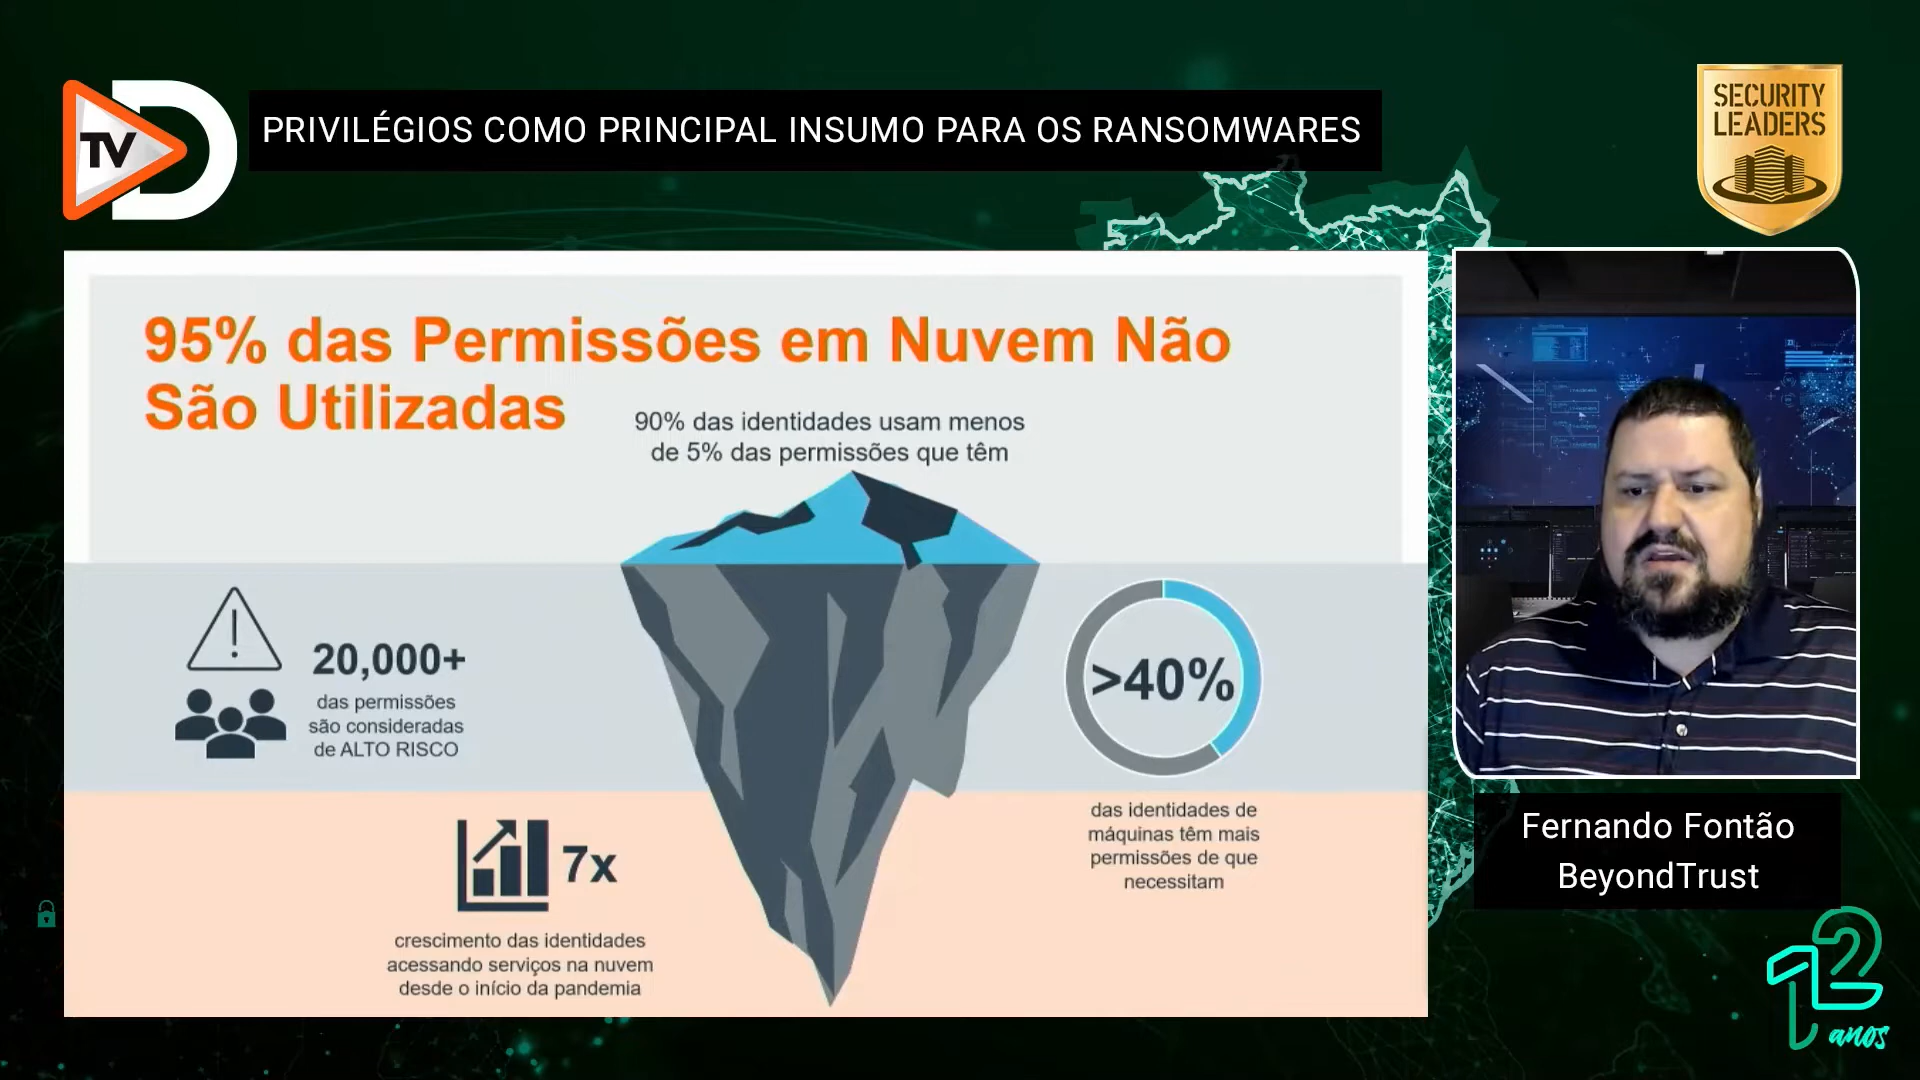 TV D
PRIVILÉGIOS COMO PRINCIPAL INSUMO PARA OS RANSOMWARES
SECURITY
LEADERS
95% das Permissões em Nuvem Não
São Utilizadas
90% das identidades usam menos
de 5% das permissões que têm
20,000+
das permissões
são consideradas
de ALTO RISCO
>40%
das identidades de
máquinas têm mais
permissões de que
necessitam
7x
crescimento das identidades
acessando serviços na nuvem
desde o início da pandemia
Fernando Fontão
BeyondTrust
12
anos